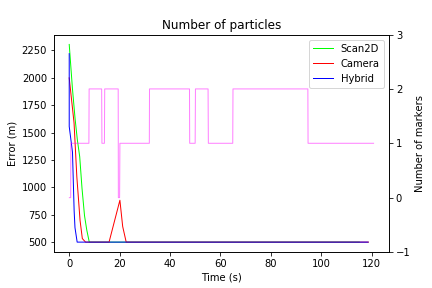 Number of particles
Scan2D
Camera
Hybrid
2250
2000
1750
1500
1250
1000
750
500
Error (m)
3
2
1
0
−1
Number of markers
0 20 40 60 80 100 120
Time (s)